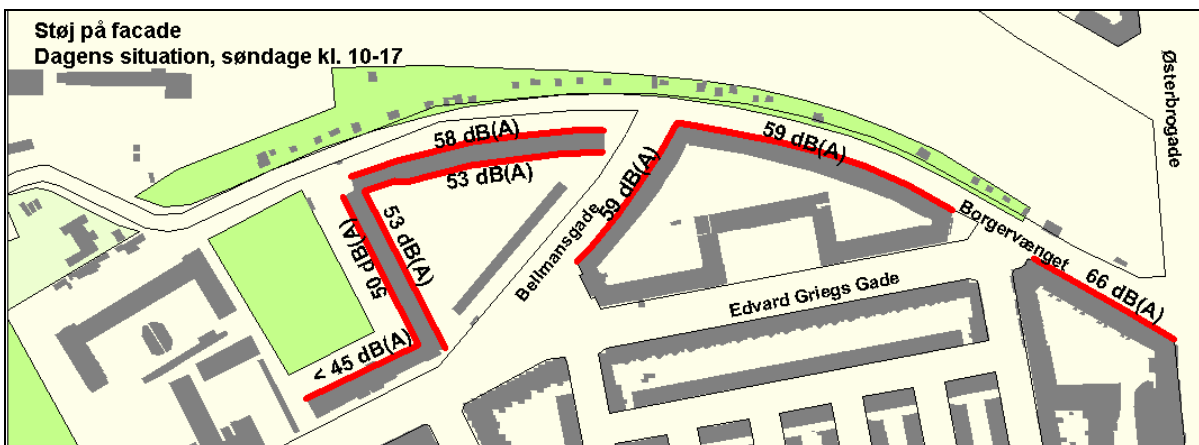 Støj på facade
Dagens situation, søndage kl. 10-17
Østerbrogade
58 dB(A)
53 dB(A)
59 dB(A)
59 dB(A)
53 dB(A)
50 dB(A)
Bellmansgade
Borgervænget
66 dB(A)
Edvard Griegs Gade
< 45 dB(A)